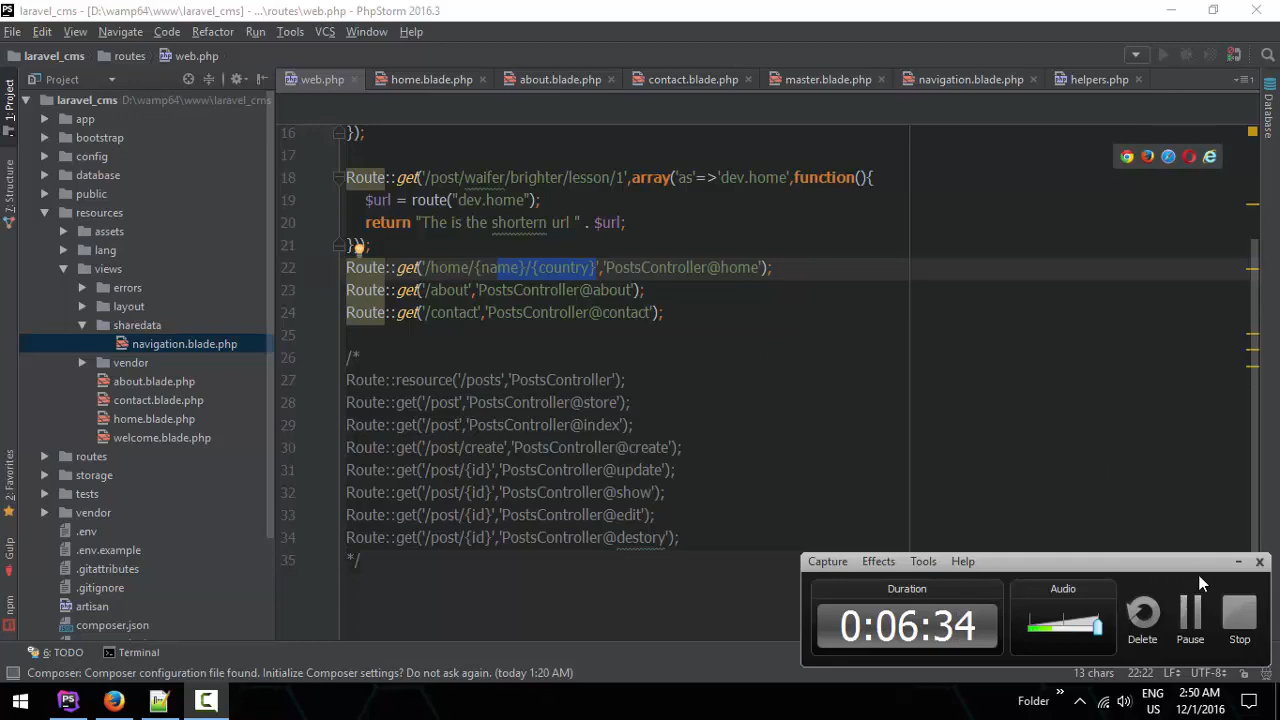 laravel_cms - [D:\wamp64\www\laravel_cms] - ...\routes\web.php - PhpStorm 2016.3
File Edit View Navigate Code Refactor Run Tools VCS Window Help
laravel_cms routes web.php
Project web.php home.blade.php about.blade.php contact.blade.php master.blade.php navigation.blade.php helpers.php
1: Project
7: Structure
2: Favorites
Gulp
npm
Database
laravel_cms D:\wamp64\www\laravel_cms
app
bootstrap
config
database
public
resources
assets
lang
views
errors
layout
sharedata
navigation.blade.php
vendor
about.blade.php
contact.blade.php
home.blade.php
welcome.blade.php
routes
storage
tests
vendor
.env
.env.example
.gitattributes
.gitignore
artisan
composer.json
16 });
17
18 Route::get('/post/waifer/brighter/lesson/1',array('as'=>'dev.home',function(){
19 $url = route("dev.home");
20 return "The is the shortern url " . $url;
21 }));
22 Route::get('/home/{name}/{country}','PostsController@home');
23 Route::get('/about','PostsController@about');
24 Route::get('/contact','PostsController@contact');
25
26 /*
27 Route::resource('/posts','PostsController');
28 Route::get('/post','PostsController@store');
29 Route::get('/post','PostsController@index');
30 Route::get('/post/create','PostsController@create');
31 Route::get('/post/{id}','PostsController@update');
32 Route::get('/post/{id}','PostsController@show');
33 Route::get('/post/{id}','PostsController@edit');
34 Route::get('/post/{id}','PostsController@destory');
35 */
Capture Effects Tools Help
Duration
0:06:34
Audio
Delete Pause Stop
6: TODO Terminal
Composer: Composer configuration file found. Initialize Composer settings? Do not ask again. (today 1:20 AM)
13 chars 22:22 LF UTF-8
Folder
ENG
US
2:50 AM
12/1/2016